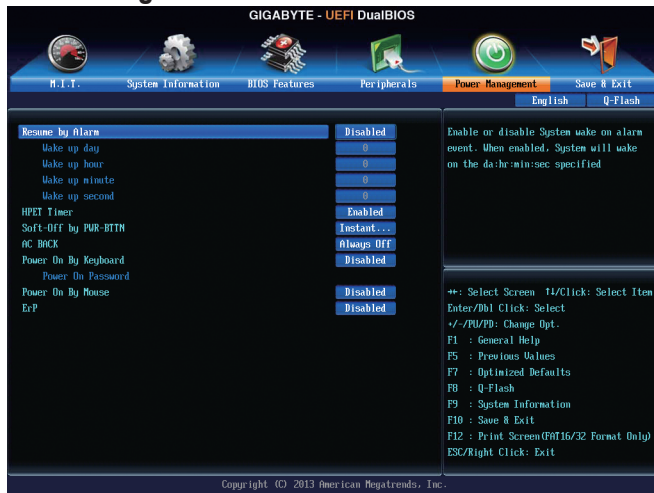 GIGABYTE - UEFI DualBIOS
M.I.T. System Information BIOS Features Peripherals Power Management Save & Exit
English Q-Flash
Resume by Alarm Disabled
Wake up day 0
Wake up hour 0
Wake up minute 0
Wake up second 0
HPET Timer Enabled
Soft-Off by PWR-BTTN Instant...
AC BACK Always Off
Power On By Keyboard Disabled
Power On Password
Power On By Mouse Disabled
ErP Disabled
Enable or disable System wake on alarm
event. When enabled, System will wake
on the da:hr:min:sec specified
→←: Select Screen ↑↓/Click: Select Item
Enter/Dbl Click: Select
+/-/PU/PD: Change Opt.
F1 : General Help
F5 : Previous Values
F7 : Optimized Defaults
F8 : Q-Flash
F9 : System Information
F10 : Save & Exit
F12 : Print Screen(FAT16/32 Format Only)
ESC/Right Click: Exit
Copyright (C) 2013 American Megatrends, Inc.